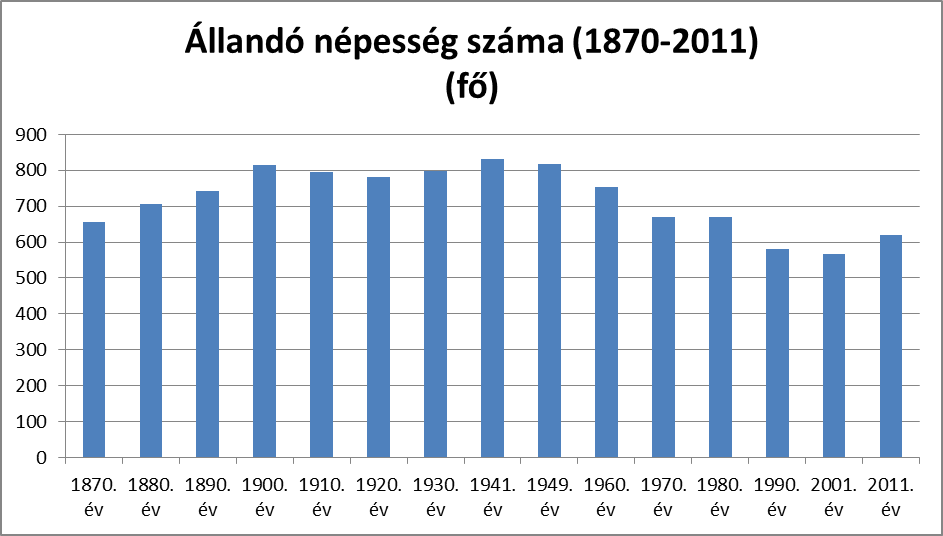 Állandó népesség száma (1870-2011)
(fő)
900
800
700
600
500
400
300
200
100
0
1870. 1880. 1890. 1900. 1910. 1920. 1930. 1941. 1949. 1960. 1970. 1980. 1990. 2001. 2011.
év év év év év év év év év év év év év év év